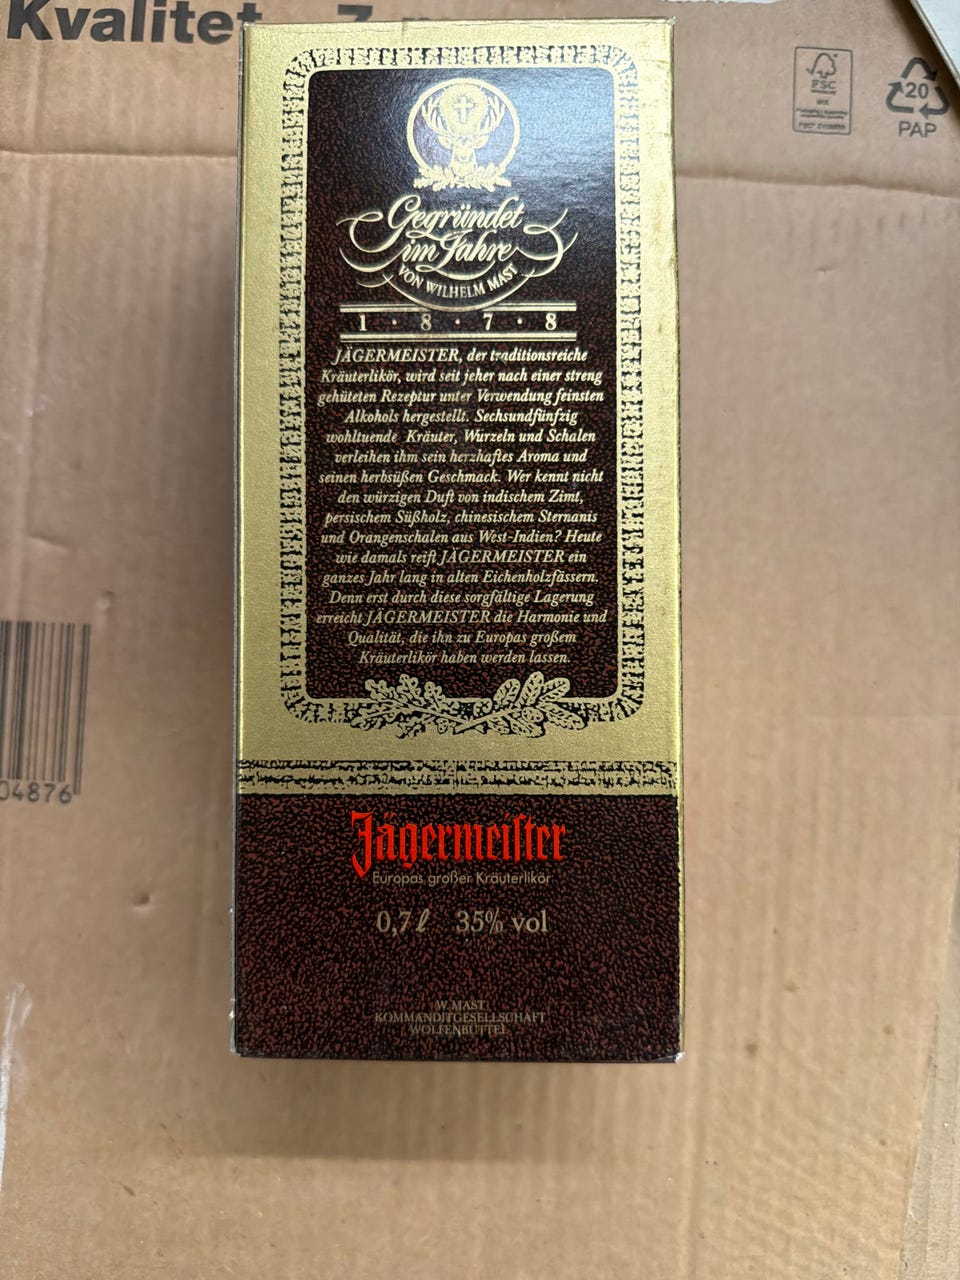 Kvalitet
FSC
MIX
20
PAP
Gegründet
im Jahre
VON WILHELM MAST
1 · 8 · 7 · 8
JÄGERMEISTER, der traditionsreiche
Kräuterlikör, wird seit jeher nach einer streng
gehüteten Rezeptur unter Verwendung feinsten
Alkohols hergestellt. Sechsundfünfzig
wohltuende Kräuter, Wurzeln und Schalen
verleihen ihm sein herzhaftes Aroma und
seinen herbsüßen Geschmack. Wer kennt nicht
den würzigen Duft von indischem Zimt,
persischem Süßholz, chinesischem Sternanis
und Orangenschalen aus West-Indien? Heute
wie damals reift JÄGERMEISTER ein
ganzes Jahr lang in alten Eichenholzfässern.
Denn erst durch diese sorgfältige Lagerung
erreicht JÄGERMEISTER die Harmonie und
Qualität, die ihn zu Europas großem
Kräuterlikör haben werden lassen.
04876
Jägermeister
Europas großer Kräuterlikör
0,7 l 35% vol
W. MAST
KOMMANDITGESELLSCHAFT
WOLFENBÜTTEL